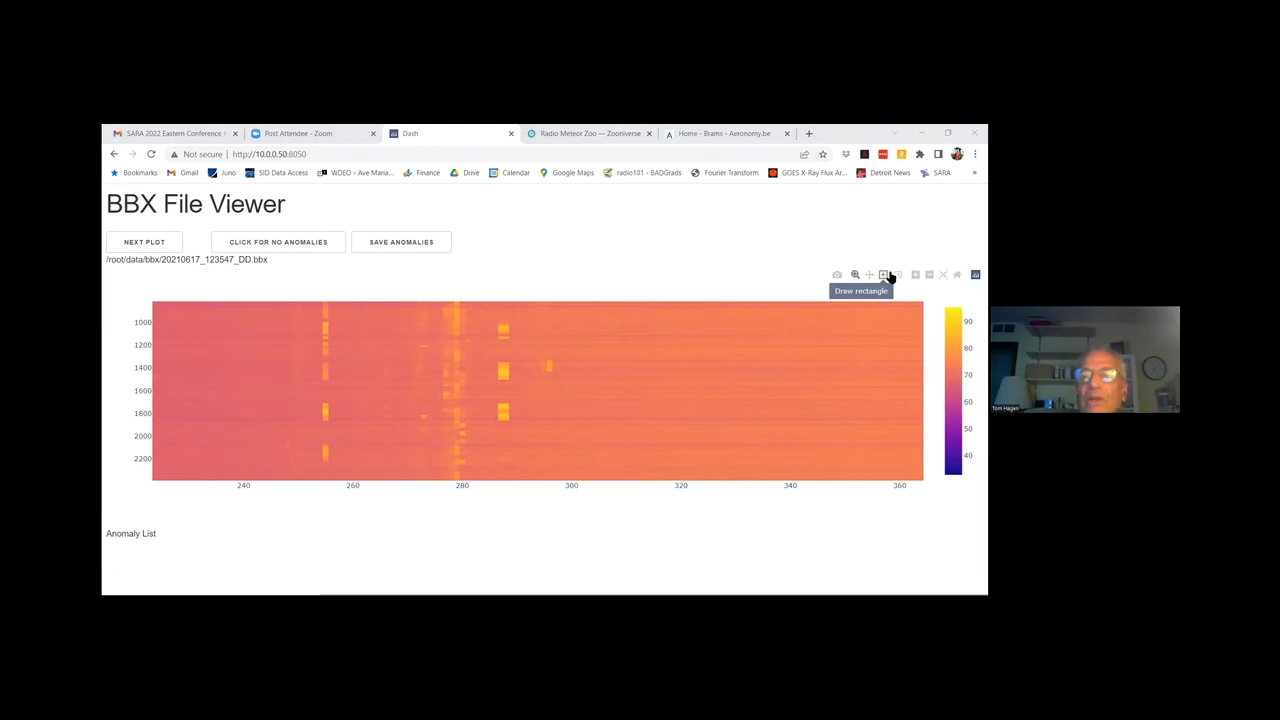 SARA 2022 Eastern Conference
Post Attendee - Zoom
Dash
Radio Meteor Zoo — Zooniverse
Home - Brams - Aeronomy.be
Not secure
http://10.0.0.50:8050
Bookmarks
Gmail
Juno
SID Data Access
WDEO - Ave Maria...
Finance
Drive
Calendar
Google Maps
radio101 - BADGrads
Fourier Transform
GOES X-Ray Flux Ar...
Detroit News
SARA
»
BBX File Viewer
NEXT PLOT
CLICK FOR NO ANOMALIES
SAVE ANOMALIES
/root/data/bbx/20210617_123547_DD.bbx
Draw rectangle
1000
1200
1400
1600
1800
2000
2200
240
260
280
300
320
340
360
90
80
70
60
50
40
Tom Hagen
Anomaly List